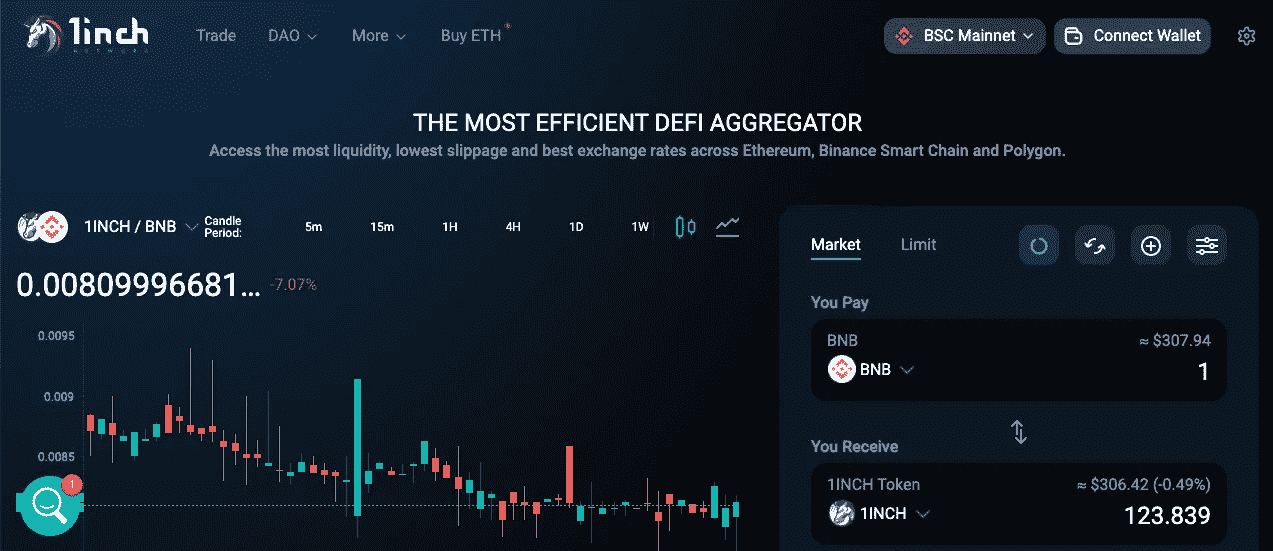 1inch
NETWORK
Trade
DAO
More
Buy ETH
BSC Mainnet
Connect Wallet
THE MOST EFFICIENT DEFI AGGREGATOR
Access the most liquidity, lowest slippage and best exchange rates across Ethereum, Binance Smart Chain and Polygon.
1INCH / BNB
Candle
Period:
5m
15m
1H
4H
1D
1W
0.00809996681...
-7.07%
0.0095
0.009
0.0085
1
Market
Limit
You Pay
BNB
≈ $307.94
BNB
1
You Receive
1INCH Token
≈ $306.42 (-0.49%)
1INCH
123.839